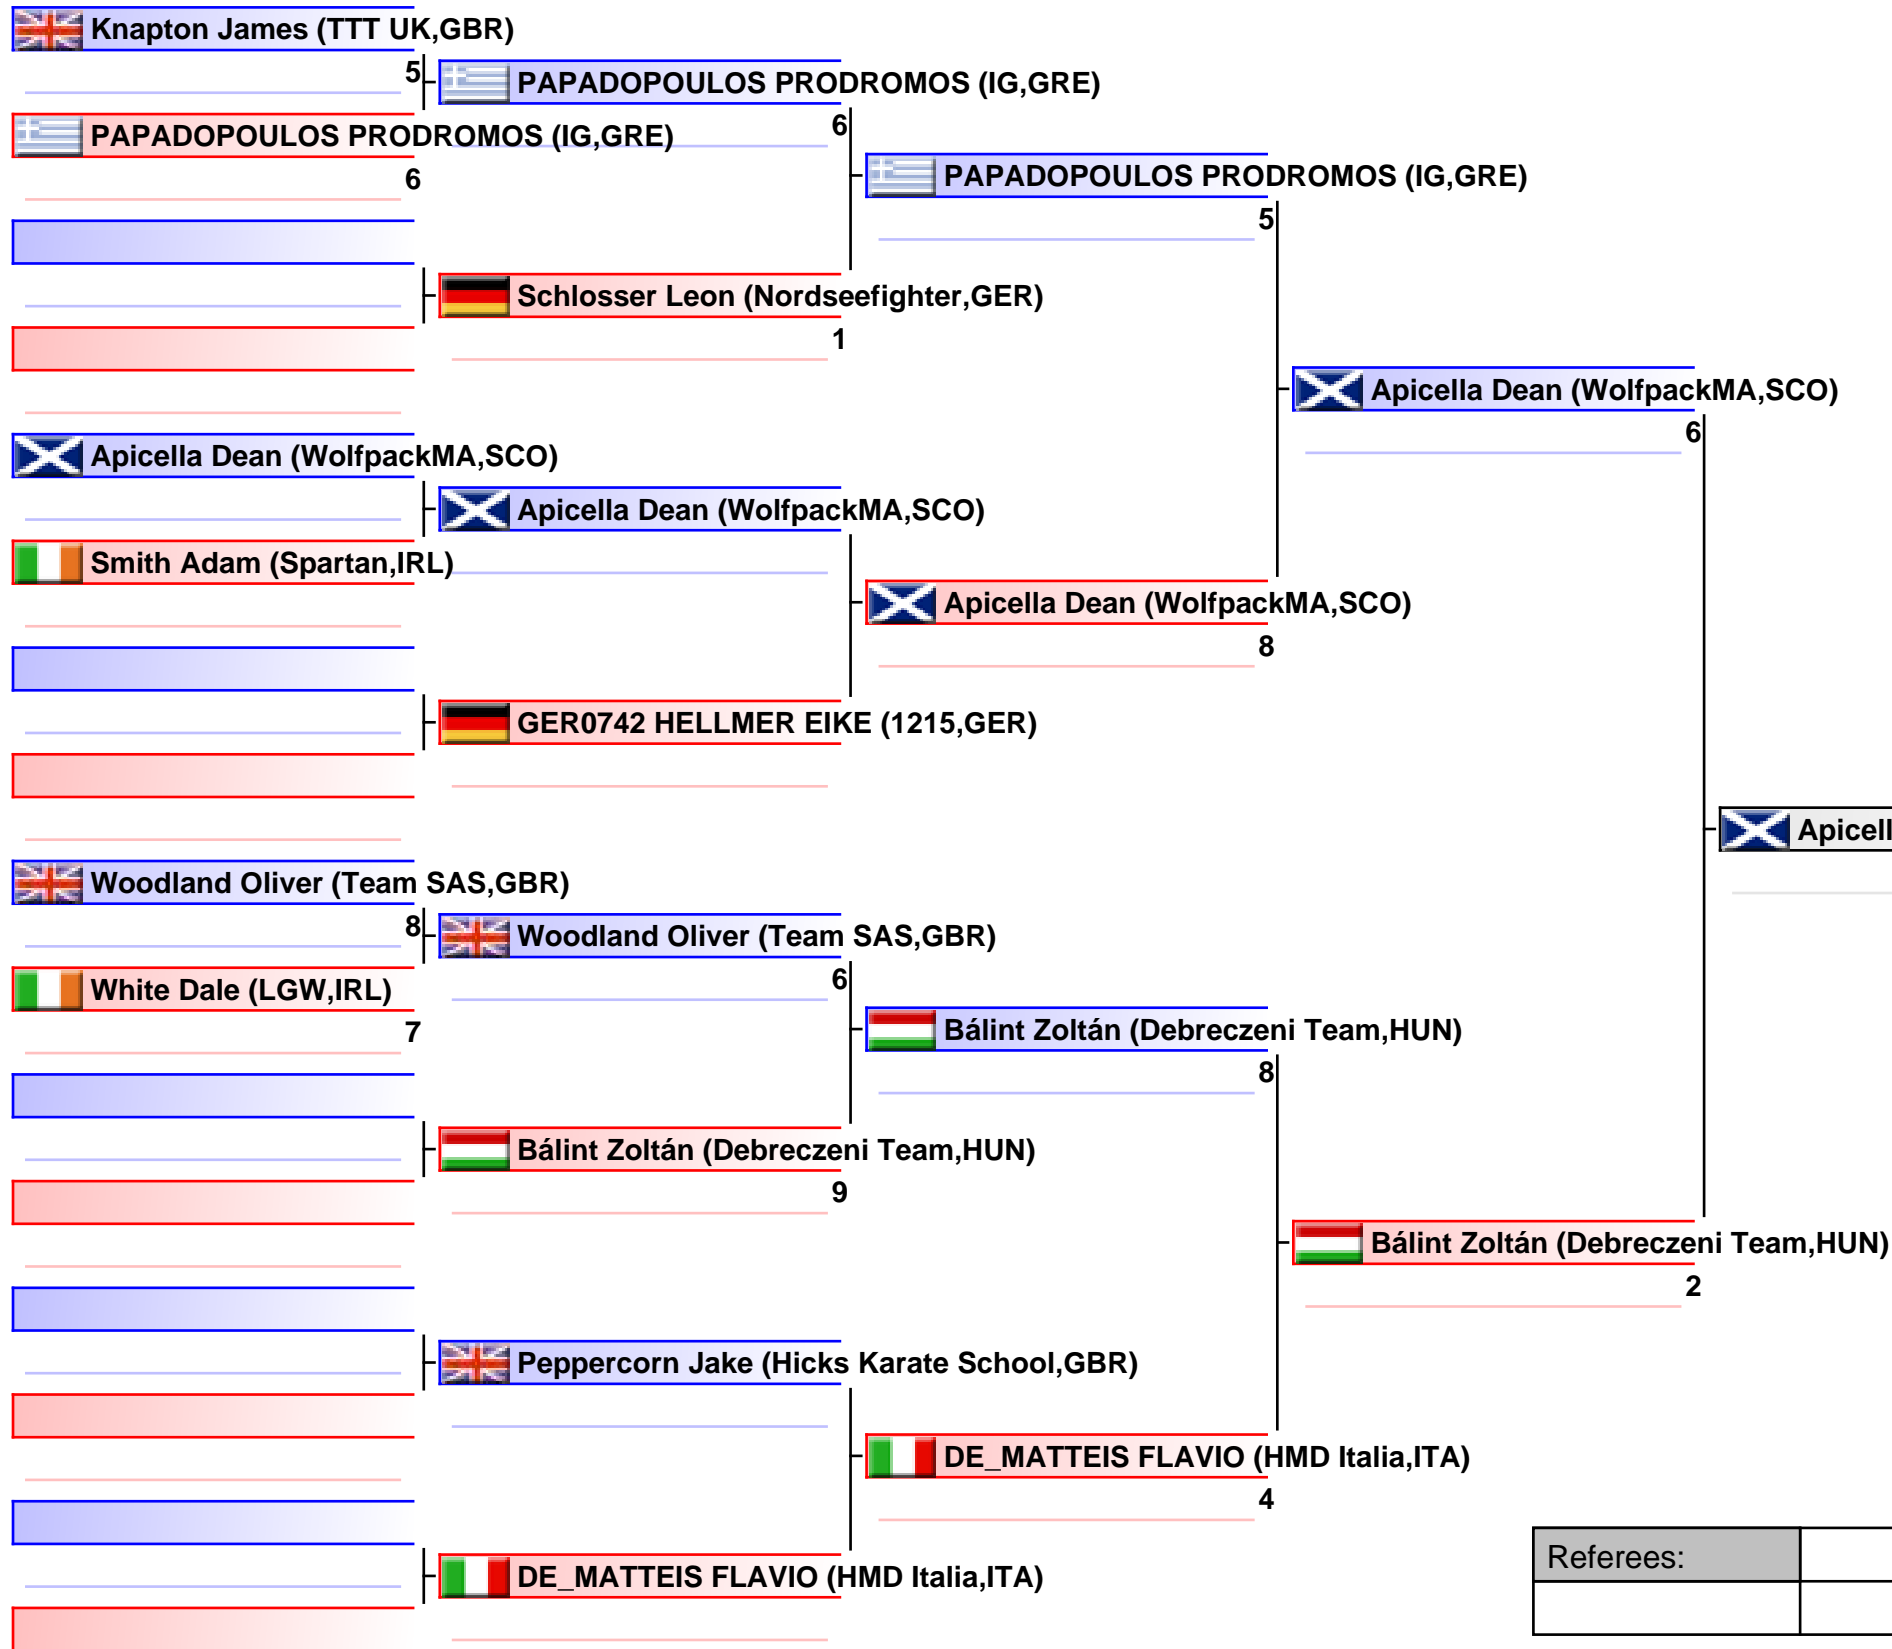 Knapton James (TTT UK,GBR)
5
PAPADOPOULOS PRODROMOS (IG,GRE)
PAPADOPOULOS PRODROMOS (IG,GRE)
6
6
PAPADOPOULOS PRODROMOS (IG,GRE)
5
Schlosser Leon (Nordseefighter,GER)
1
Apicella Dean (WolfpackMA,SCO)
6
Apicella Dean (WolfpackMA,SCO)
Apicella Dean (WolfpackMA,SCO)
Smith Adam (Spartan,IRL)
Apicella Dean (WolfpackMA,SCO)
8
GER0742 HELLMER EIKE (1215,GER)
Apicell
Woodland Oliver (Team SAS,GBR)
8
Woodland Oliver (Team SAS,GBR)
6
White Dale (LGW,IRL)
7
Bálint Zoltán (Debreczeni Team,HUN)
8
Bálint Zoltán (Debreczeni Team,HUN)
9
Bálint Zoltán (Debreczeni Team,HUN)
2
Peppercorn Jake (Hicks Karate School,GBR)
DE_MATTEIS FLAVIO (HMD Italia,ITA)
4
DE_MATTEIS FLAVIO (HMD Italia,ITA)
Referees: